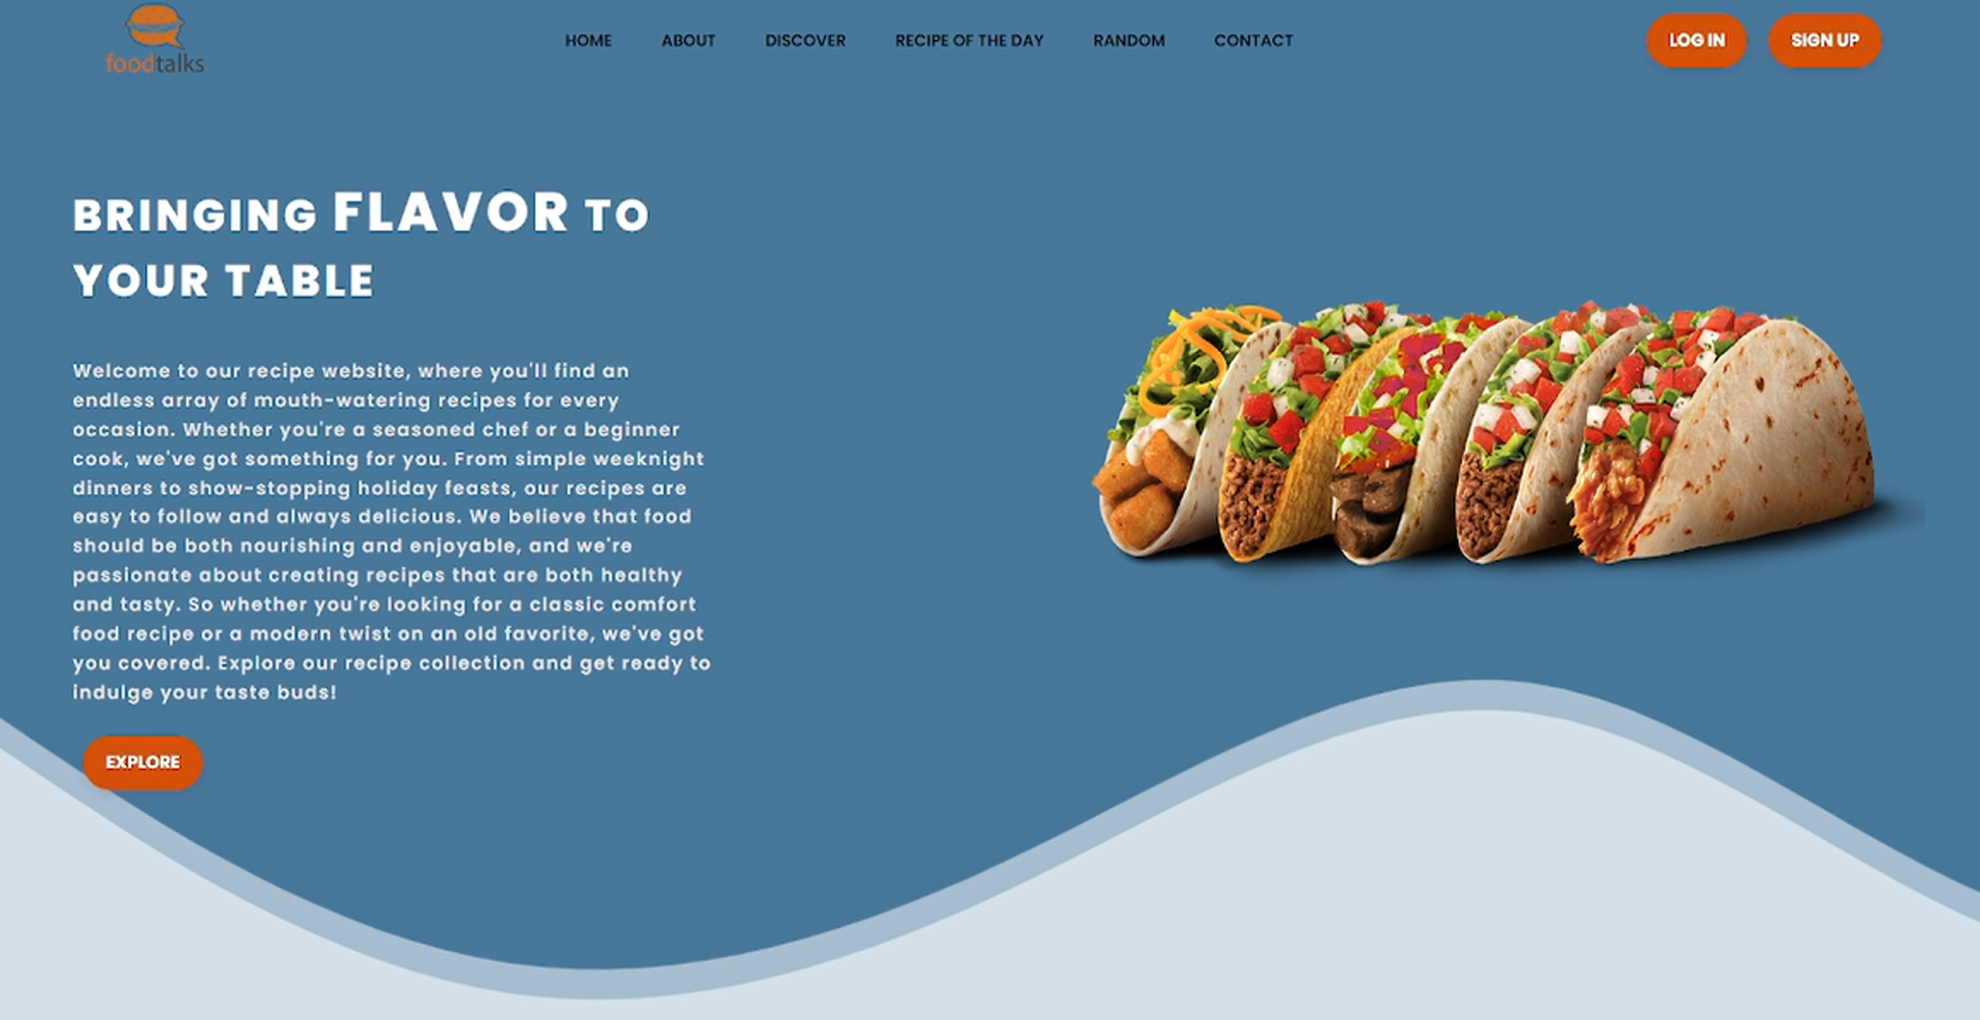 foodtalks
HOME ABOUT DISCOVER RECIPE OF THE DAY RANDOM CONTACT
LOG IN SIGN UP
BRINGING FLAVOR TO
YOUR TABLE
Welcome to our recipe website, where you'll find an
endless array of mouth-watering recipes for every
occasion. Whether you're a seasoned chef or a beginner
cook, we've got something for you. From simple weeknight
dinners to show-stopping holiday feasts, our recipes are
easy to follow and always delicious. We believe that food
should be both nourishing and enjoyable, and we're
passionate about creating recipes that are both healthy
and tasty. So whether you're looking for a classic comfort
food recipe or a modern twist on an old favorite, we've got
you covered. Explore our recipe collection and get ready to
indulge your taste buds!
EXPLORE